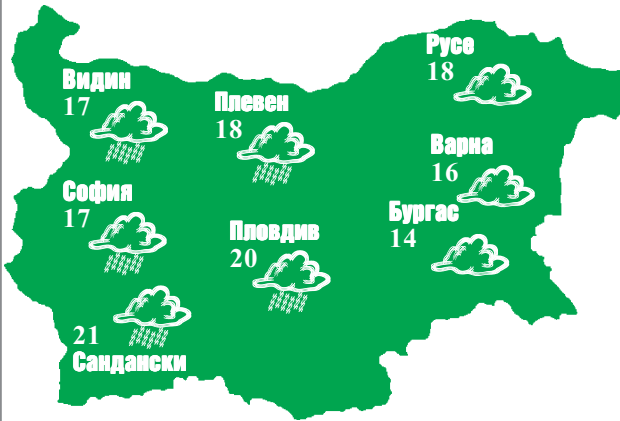 Русе
18
Видин
17
Плевен
18
Варна
16
София
17
Бургас
14
Пловдив
20
21
Сандански